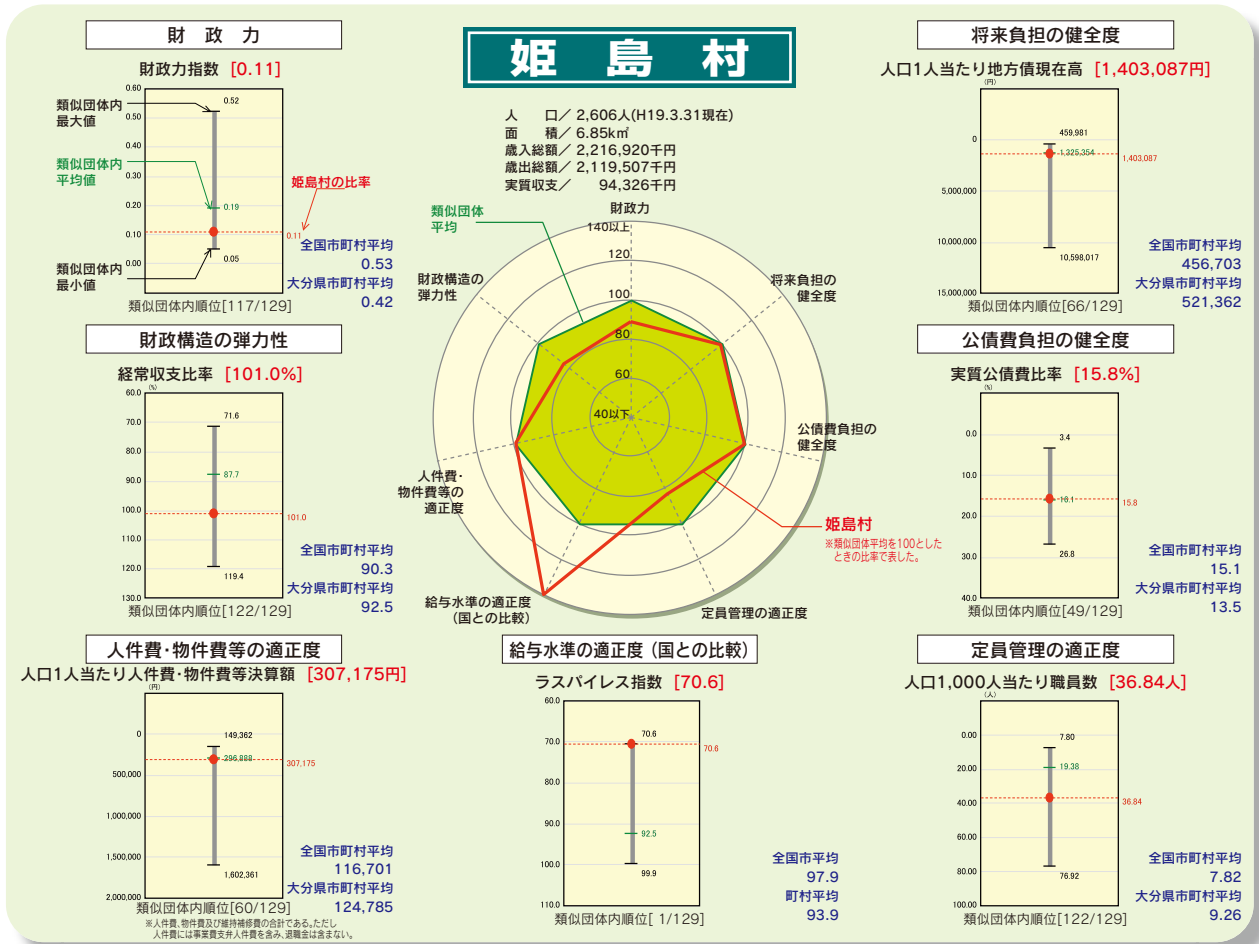 姫島村
人　　口／ 2,606人(H19.3.31現在)
面　　積／ 6.85k㎡
歳入総額／ 2,216,920千円
歳出総額／ 2,119,507千円
実質収支／　 94,326千円
財 政 力
財政力指数 [0.11]
0.60
0.50
0.40
0.30
0.20
0.10
0.00
類似団体内
最大値
類似団体内
平均値
類似団体内
最小値
0.52
0.19
0.05
姫島村の比率
0.11
全国市町村平均
0.53
大分県市町村平均
0.42
類似団体内順位[117/129]
財政構造の弾力性
経常収支比率 [101.0%]
(%)
60.0
70.0
80.0
90.0
100.0
110.0
120.0
130.0
71.6
87.7
101.0
119.4
全国市町村平均
90.3
大分県市町村平均
92.5
類似団体内順位[122/129]
人件費･物件費等の適正度
人口1人当たり人件費･物件費等決算額 [307,175円]
(円)
0
500,000
1,000,000
1,500,000
2,000,000
149,362
296,888
307,175
1,602,361
全国市町村平均
116,701
大分県市町村平均
124,785
類似団体内順位[60/129]
※人件費、物件費及び維持補修費の合計である。ただし
人件費には事業費支弁人件費を含み、退職金は含まない。
類似団体
平均
財政力
140以上
120
100
80
60
40以下
将来負担の
健全度
公債費負担の
健全度
定員管理の適正度
給与水準の適正度
(国との比較)
人件費･
物件費等の
適正度
財政構造の
弾力性
姫島村
※類似団体平均を100とした
ときの比率で表した。
給与水準の適正度 (国との比較)
ラスパイレス指数 [70.6]
60.0
70.0
80.0
90.0
100.0
110.0
70.6
70.6
92.5
99.9
全国市平均
97.9
町村平均
93.9
類似団体内順位[ 1/129]
将来負担の健全度
人口1人当たり地方債現在高 [1,403,087円]
(円)
0
5,000,000
10,000,000
15,000,000
459,981
1,325,354
1,403,087
10,598,017
全国市町村平均
456,703
大分県市町村平均
521,362
類似団体内順位[66/129]
公債費負担の健全度
実質公債費比率 [15.8%]
(%)
0.0
10.0
20.0
30.0
40.0
3.4
16.1
15.8
26.8
全国市町村平均
15.1
大分県市町村平均
13.5
類似団体内順位[49/129]
定員管理の適正度
人口1,000人当たり職員数 [36.84人]
(人)
0.00
20.00
40.00
60.00
80.00
100.00
7.80
19.38
36.84
76.92
全国市町村平均
7.82
大分県市町村平均
9.26
類似団体内順位[122/129]